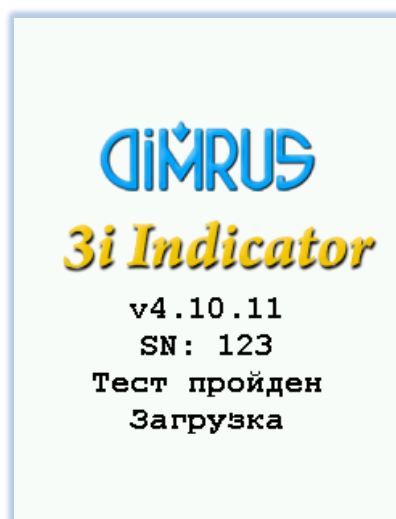 DiMRUS
3i Indicator
v4.10.11
SN: 123
Тест пройден
Загрузка